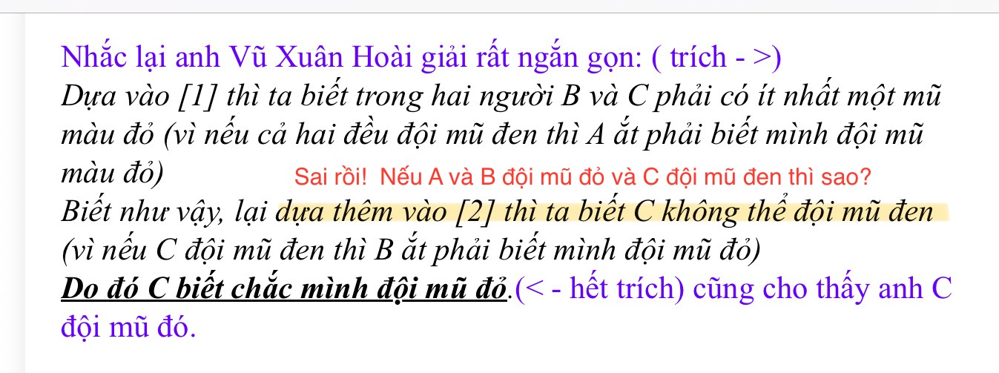 Nhắc lại anh Vũ Xuân Hoài giải rất ngắn gọn: ( trích - >)
Dựa vào [1] thì ta biết trong hai người B và C phải có ít nhất một mũ
màu đỏ (vì nếu cả hai đều đội mũ đen thì A ắt phải biết mình đội mũ
màu đỏ)
Sai rồi! Nếu A và B đội mũ đỏ và C đội mũ đen thì sao?
Biết như vậy, lại dựa thêm vào [2] thì ta biết C không thể đội mũ đen
(vì nếu C đội mũ đen thì B ắt phải biết mình đội mũ đỏ)
Do đó C biết chắc mình đội mũ đỏ.(< - hết trích) cũng cho thấy anh C
đội mũ đó.